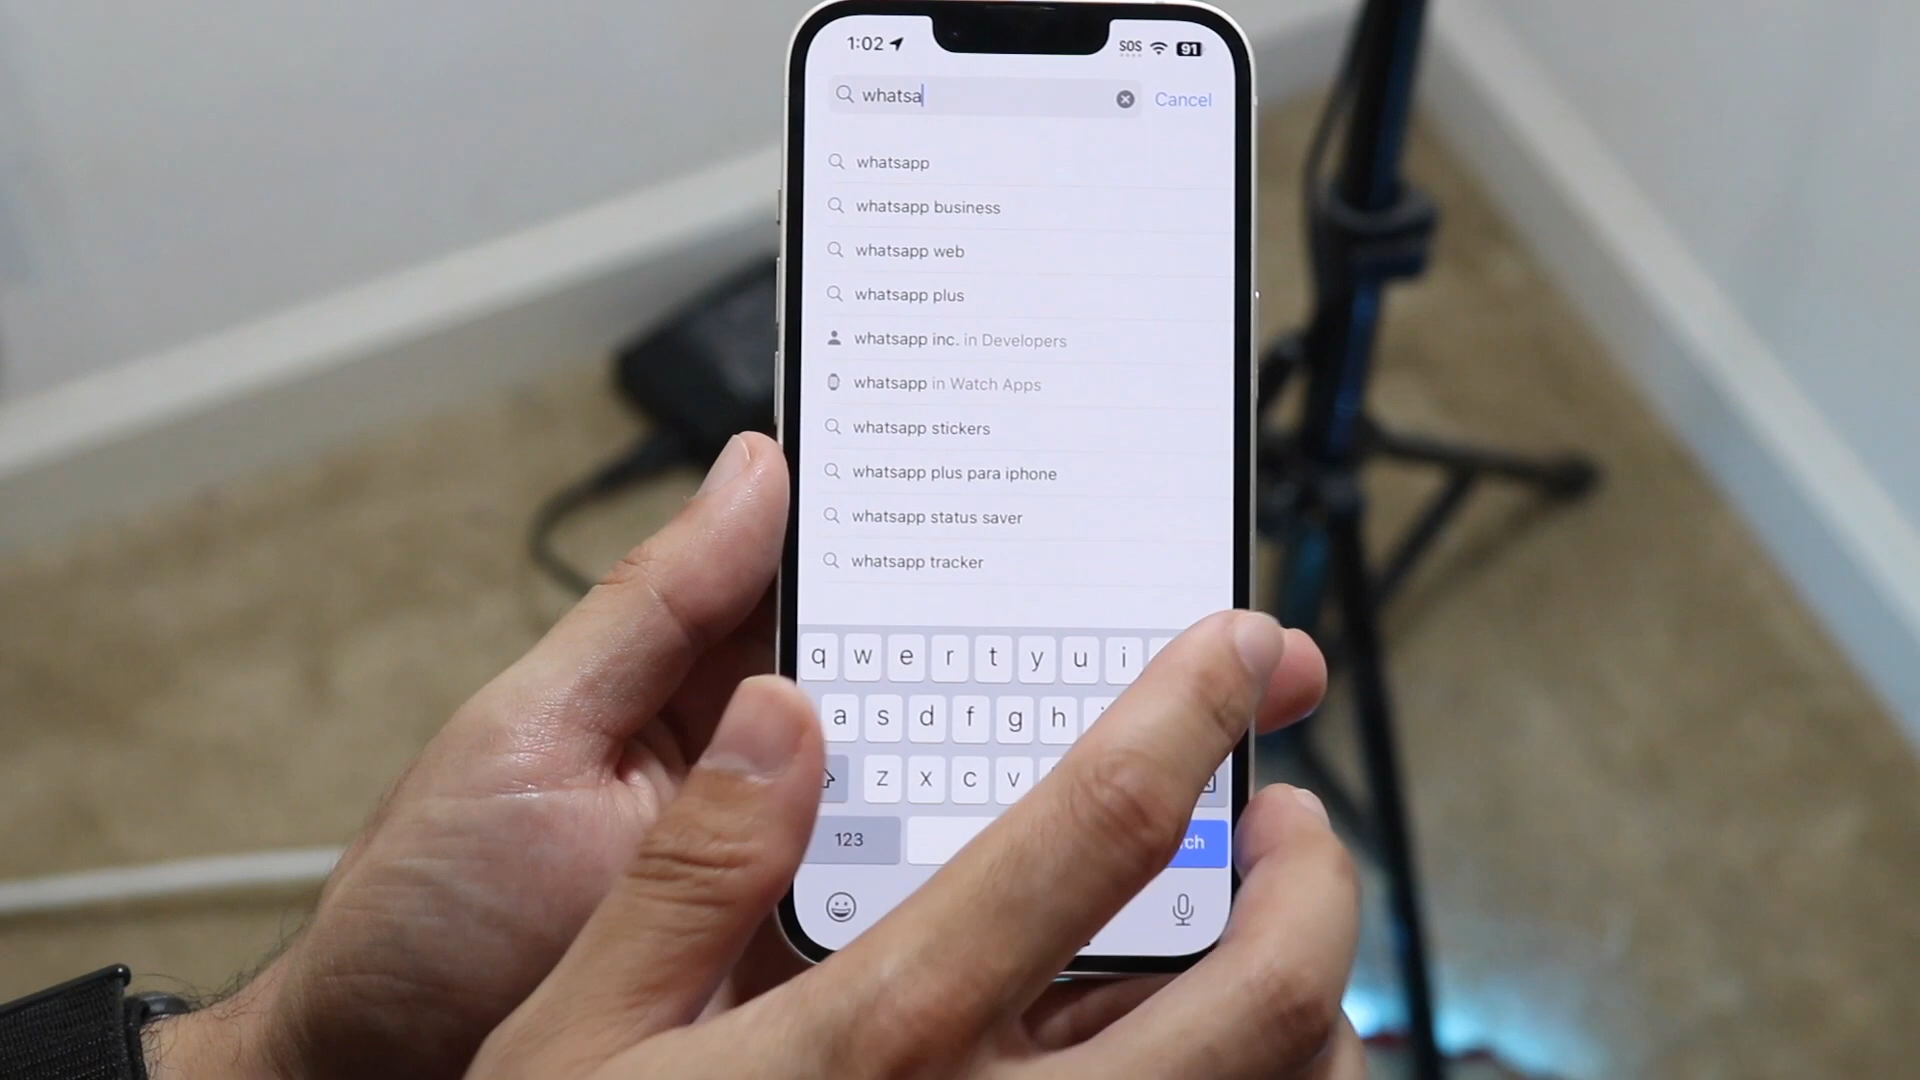 1:02 SOS 91
whatsa Cancel
whatsapp
whatsapp business
whatsapp web
whatsapp plus
whatsapp inc. in Developers
whatsapp in Watch Apps
whatsapp stickers
whatsapp plus para iphone
whatsapp status saver
whatsapp tracker
q w e r t y u i
a s d f g h
z x c v
123 ch